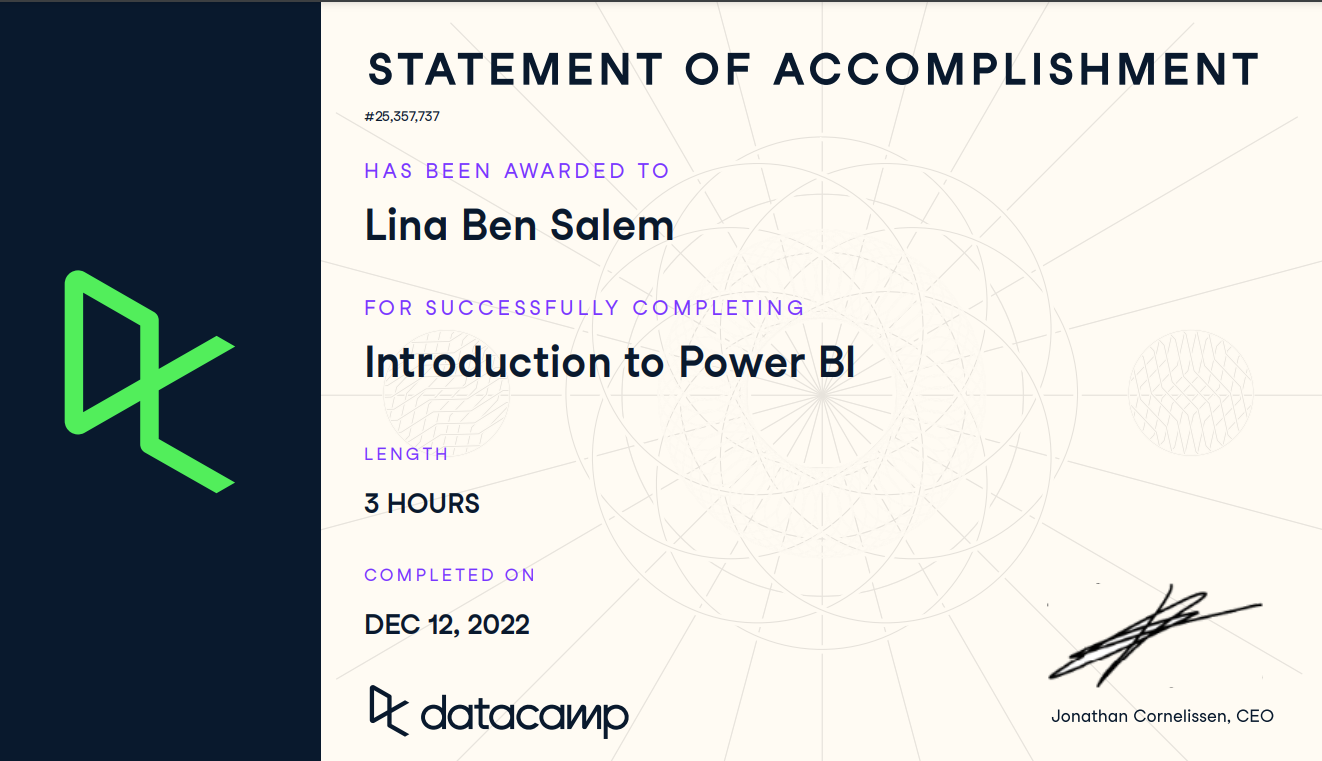 STATEMENT OF ACCOMPLISHMENT
#25,357,737
HAS BEEN AWARDED TO
Lina Ben Salem
FOR SUCCESSFULLY COMPLETING
Introduction to Power BI
LENGTH
3 HOURS
COMPLETED ON
DEC 12, 2022
datacamp
Jonathan Cornelissen, CEO